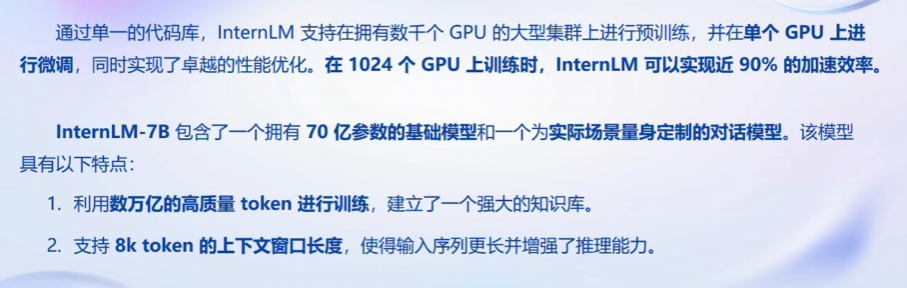 通过单一的代码库，InternLM 支持在拥有数千个 GPU 的大型集群上进行预训练，并在单个 GPU 上进
行微调，同时实现了卓越的性能优化。在 1024 个 GPU 上训练时，InternLM 可以实现近 90% 的加速效率。
InternLM-7B 包含了一个拥有 70 亿参数的基础模型和一个为实际场景量身定制的对话模型。该模型
具有以下特点：
1. 利用数万亿的高质量 token 进行训练，建立了一个强大的知识库。
2. 支持 8k token 的上下文窗口长度，使得输入序列更长并增强了推理能力。